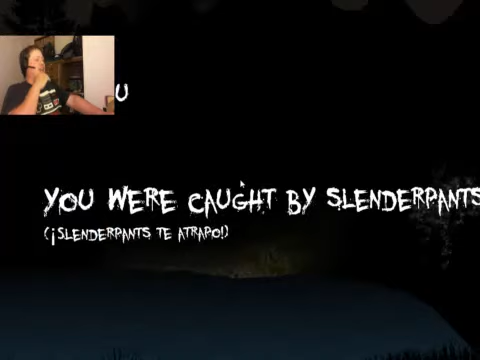 U
YOU WERE CAUGHT BY SLENDERPANTS
(¡SLENDERPANTS TE ATRAPO!)